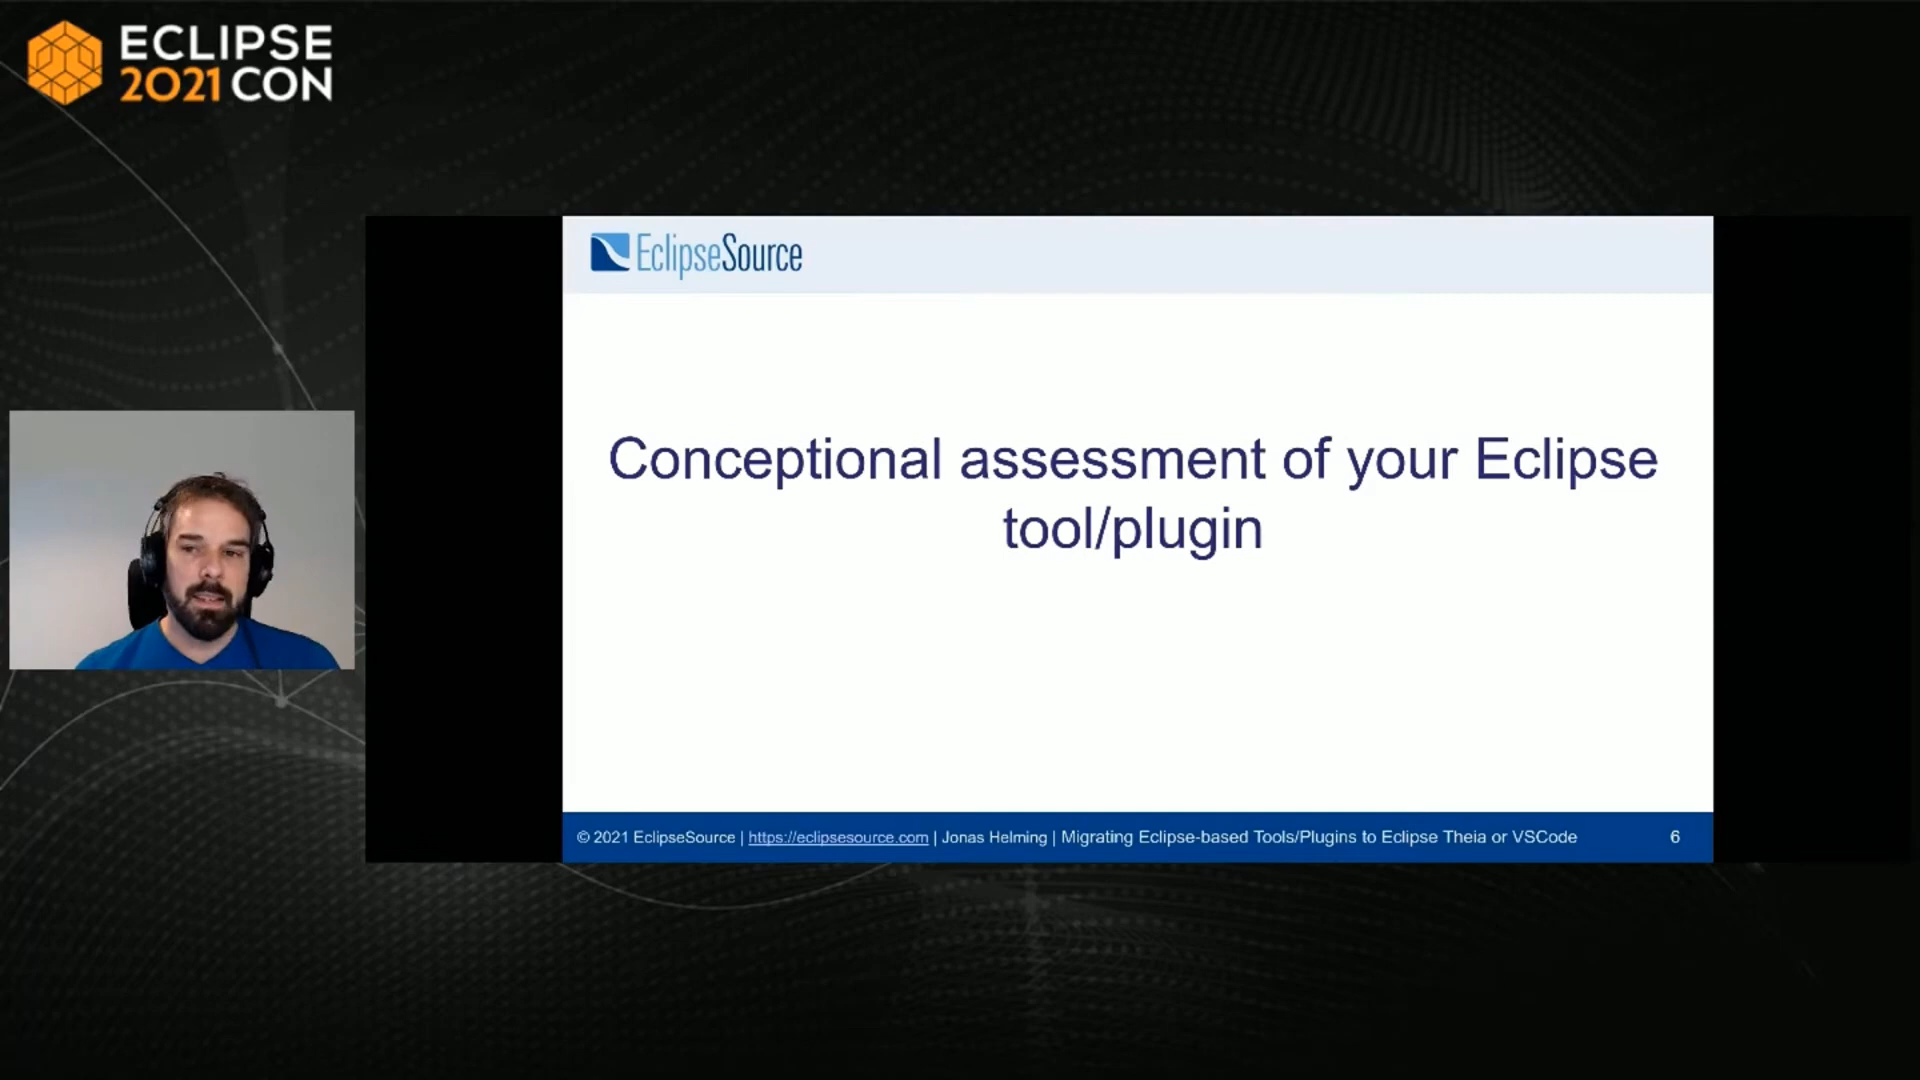 ECLIPSE
2021 CON
EclipseSource
Conceptional assessment of your Eclipse
tool/plugin
© 2021 EclipseSource | https://eclipsesource.com | Jonas Helming | Migrating Eclipse-based Tools/Plugins to Eclipse Theia or VSCode 6